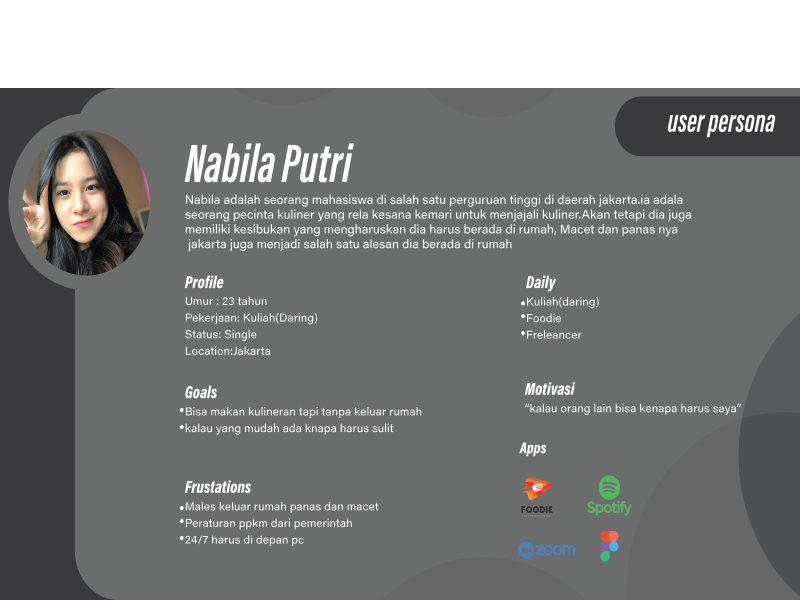 user persona
Nabila Putri
Nabila adalah seorang mahasiswa di salah satu perguruan tinggi di daerah jakarta.ia adala
seorang pecinta kuliner yang rela kesana kemari untuk menjajali kuliner.Akan tetapi dia juga
memiliki kesibukan yang mengharuskan dia harus berada di rumah, Macet dan panas nya
jakarta juga menjadi salah satu alesan dia berada di rumah
Profile
Umur : 23 tahun
Pekerjaan: Kuliah(Daring)
Status: Single
Location:Jakarta
Goals
•Bisa makan kulineran tapi tanpa keluar rumah
•kalau yang mudah ada knapa harus sulit
Frustations
•Males keluar rumah panas dan macet
•Peraturan ppkm dari pemerintah
•24/7 harus di depan pc
Daily
•Kuliah(daring)
•Foodie
•Freleancer
Motivasi
“kalau orang lain bisa kenapa harus saya”
Apps
FOODIE
Spotify
zoom